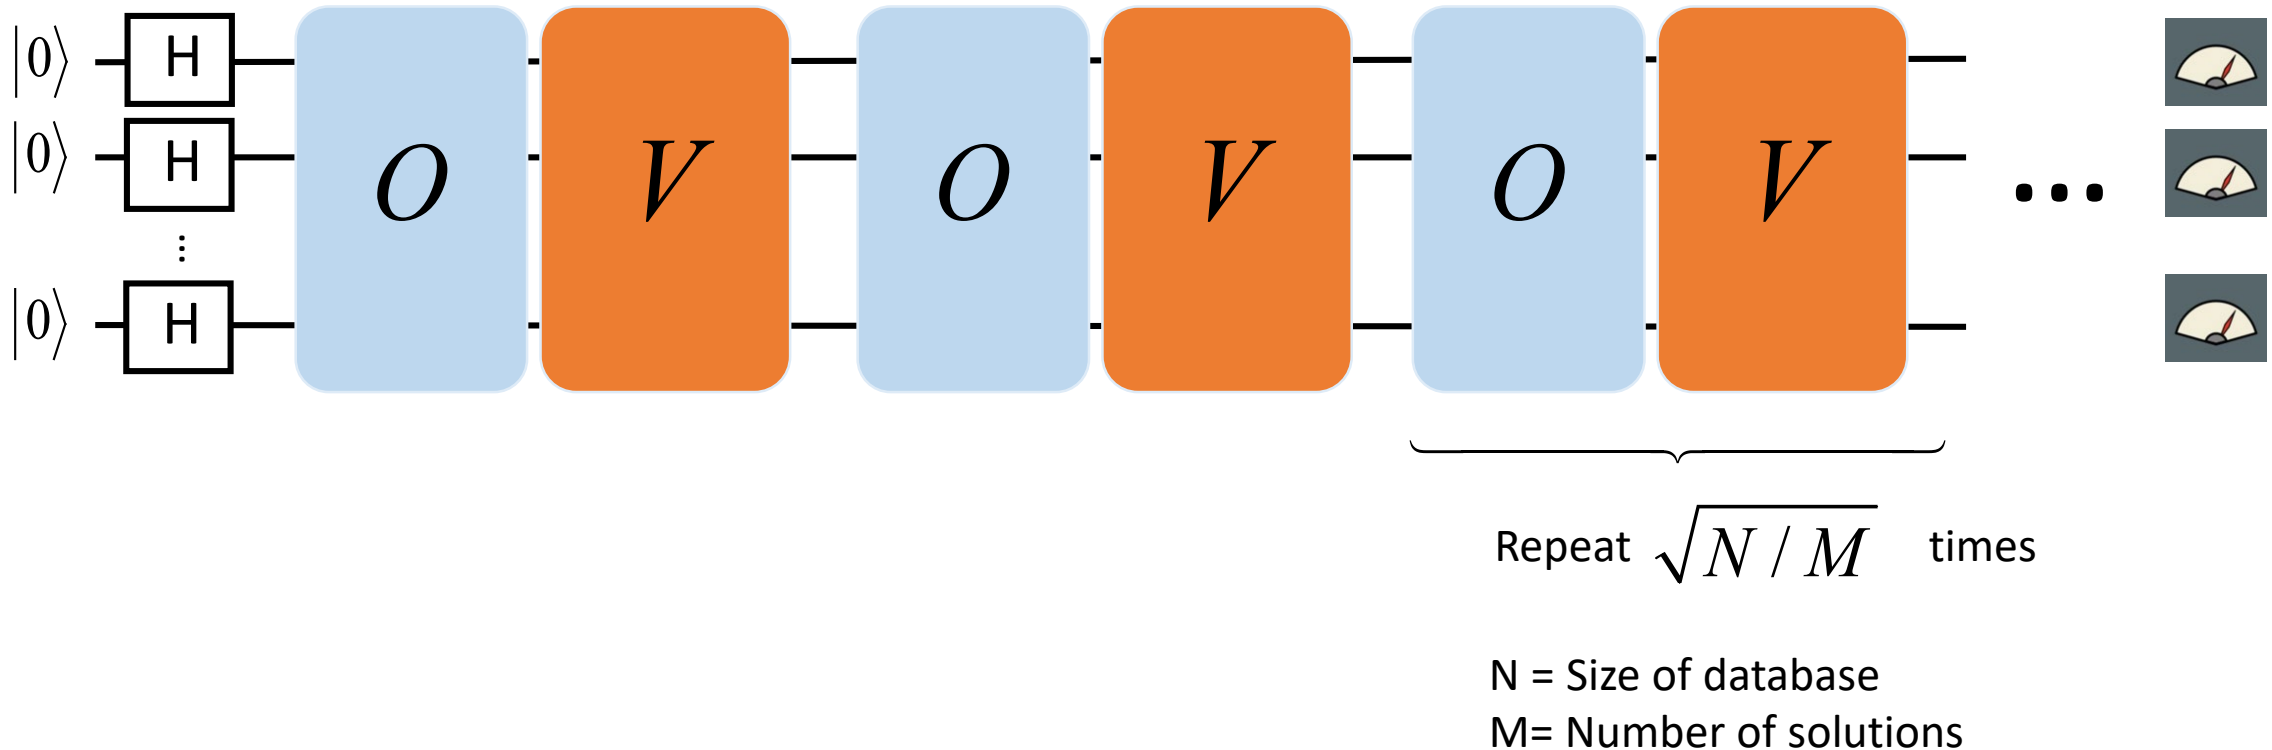 |0⟩ H
|0⟩ H
⋮
|0⟩ H
O V O V O V ...
Repeat √N / M times
N = Size of database
M= Number of solutions